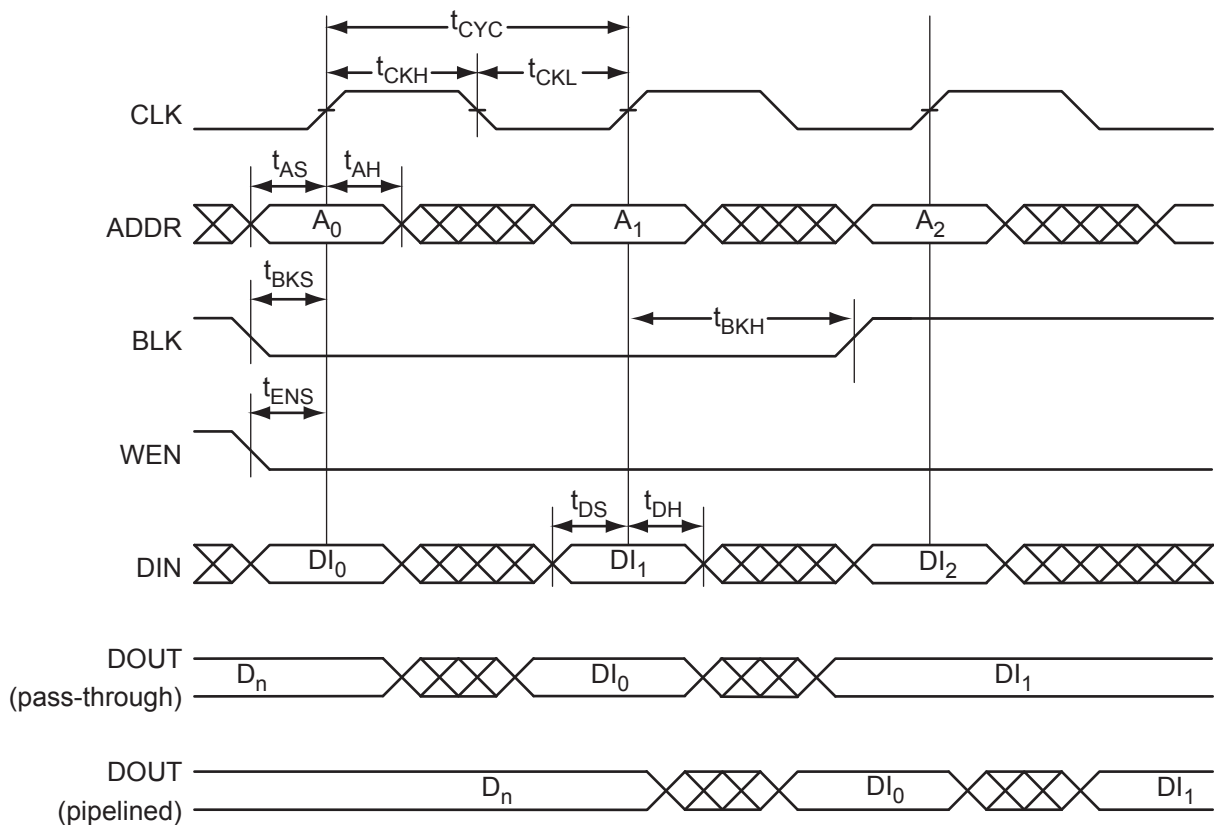 tCYC
tCKH tCKL
CLK
tAS tAH
ADDR A0 A1 A2
tBKS
BLK tBKH
tENS
WEN
tDS tDH
DIN DI0 DI1 DI2
DOUT
(pass-through) Dn DI0 DI1
DOUT
(pipelined) Dn DI0 DI1